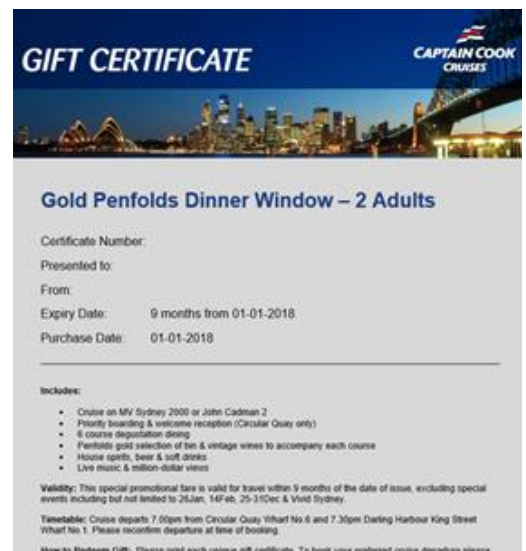 GIFT CERTIFICATE
CAPTAIN COOK
CRUISES
Gold Penfolds Dinner Window – 2 Adults
Certificate Number:
Presented to:
From:
Expiry Date: 9 months from 01-01-2018
Purchase Date: 01-01-2018
Includes:
• Cruise on MV Sydney 2000 or John Cadman 2
• Priority boarding & welcome reception (Circular Quay only)
• 6 course degustation dining
• Penfolds gold selection of bin & vintage wines to accompany each course
• House spirits, beer & soft drinks
• Live music & million-dollar views
Validity: This special promotional fare is valid for travel within 9 months of the date of issue, excluding special
events including but not limited to 26Jan, 14Feb, 25-31Dec & Vivid Sydney.
Timetable: Cruise departs 7.00pm from Circular Quay Wharf No.6 and 7.30pm Darling Harbour King Street
Wharf No.1. Please reconfirm departure at time of booking.
How to Redeem Gift: Please print each unique gift certificate. To book your preferred cruise departure please